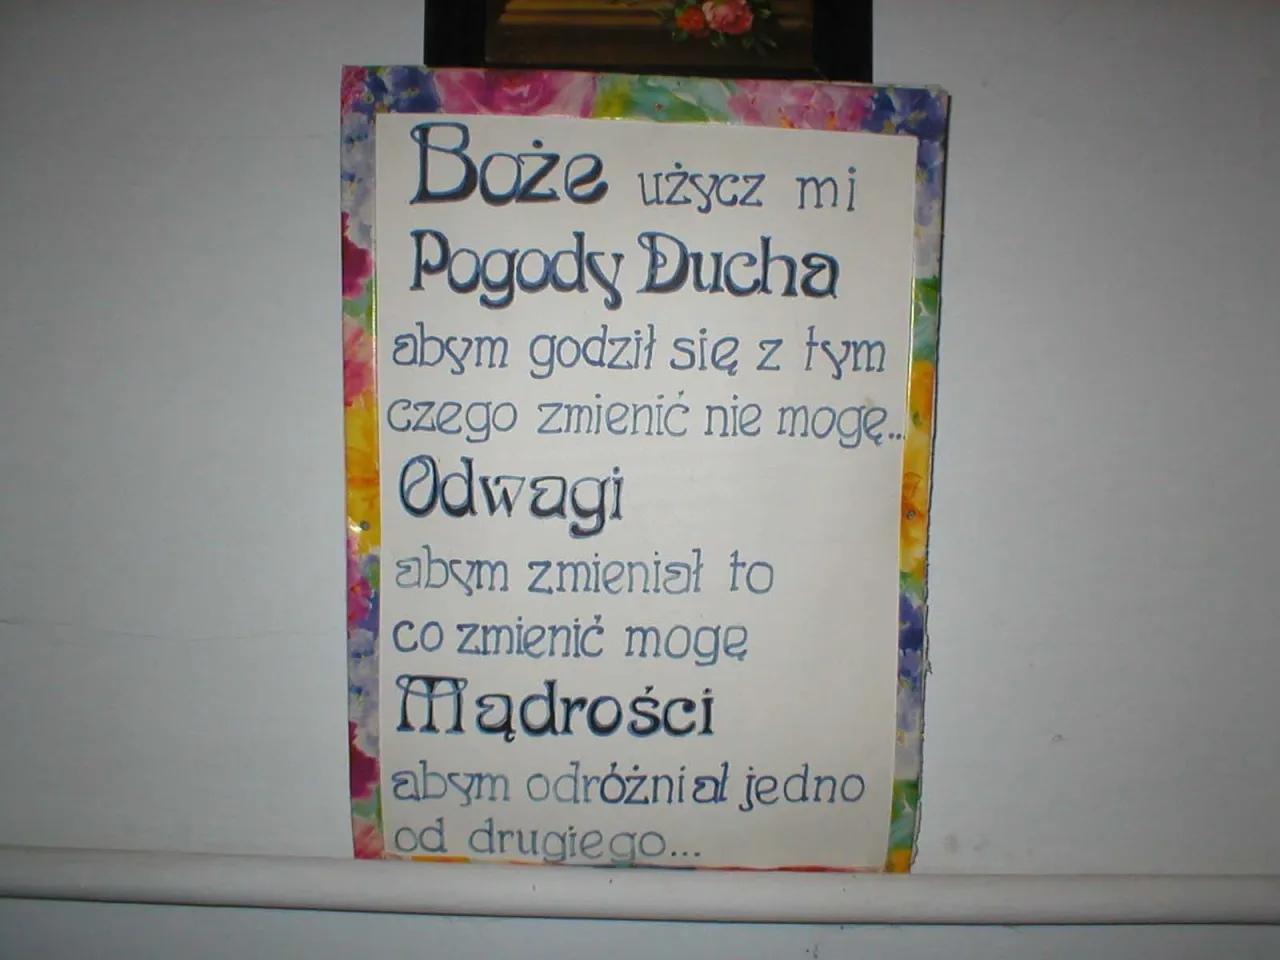 Boże użycz mi
Pogody Ducha
abym godził się z tym
czego zmienić nie mogę...
Odwagi
abym zmieniał to
co zmienić mogę
Mądrości
abym odróżniał jedno
od drugiego...